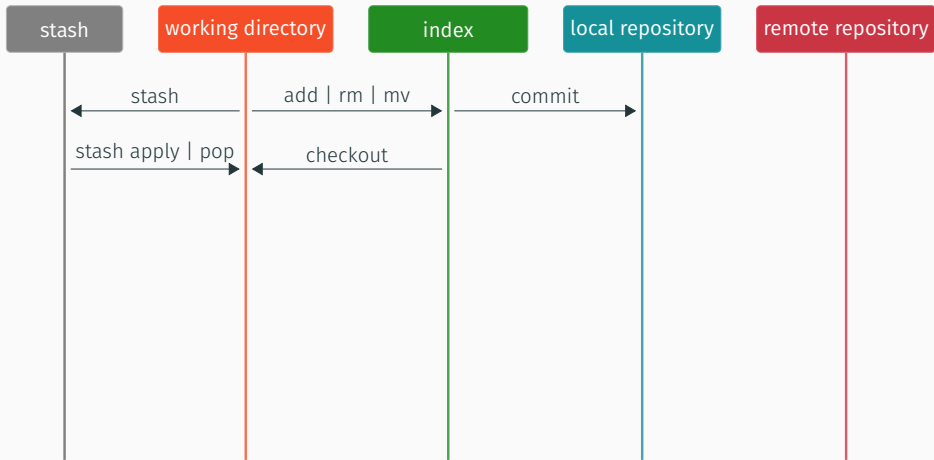 stash
working directory
index
local repository
remote repository
stash
add | rm | mv
commit
stash apply | pop
checkout